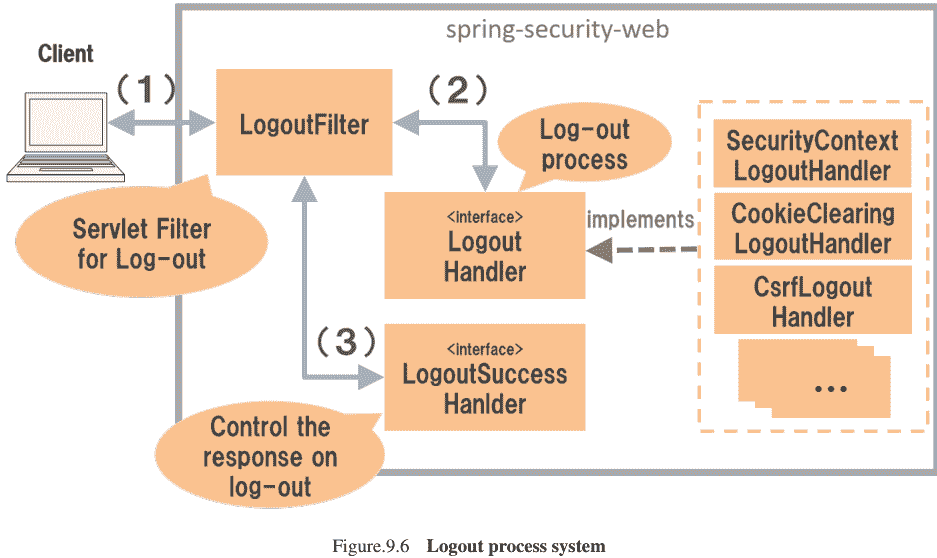 spring-security-web
Client
(1)
(2)
LogoutFilter
Log-out
process
SecurityContext
LogoutHandler
Servlet Filter
for Log-out
<interface>
Logout
Handler
implements
CookieClearing
LogoutHandler
CsrfLogout
Handler
(3)
<interface>
LogoutSuccess
Hanlder
...
Control the
response on
log-out
Figure.9.6 Logout process system